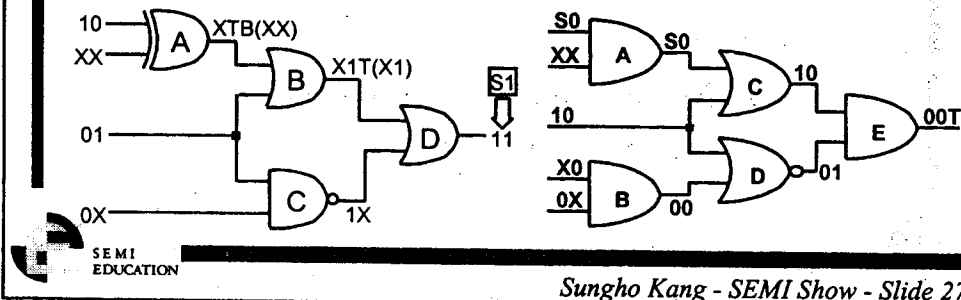 10
XX
A
XTB(XX)
B
X1T(X1)
01
0X
C
1X
D
S1
11
S0
XX
A
S0
10
C
10
X0
0X
B
00
D
01
E
00T
SEMI
EDUCATION
Sungho Kang - SEMI Show - Slide 27